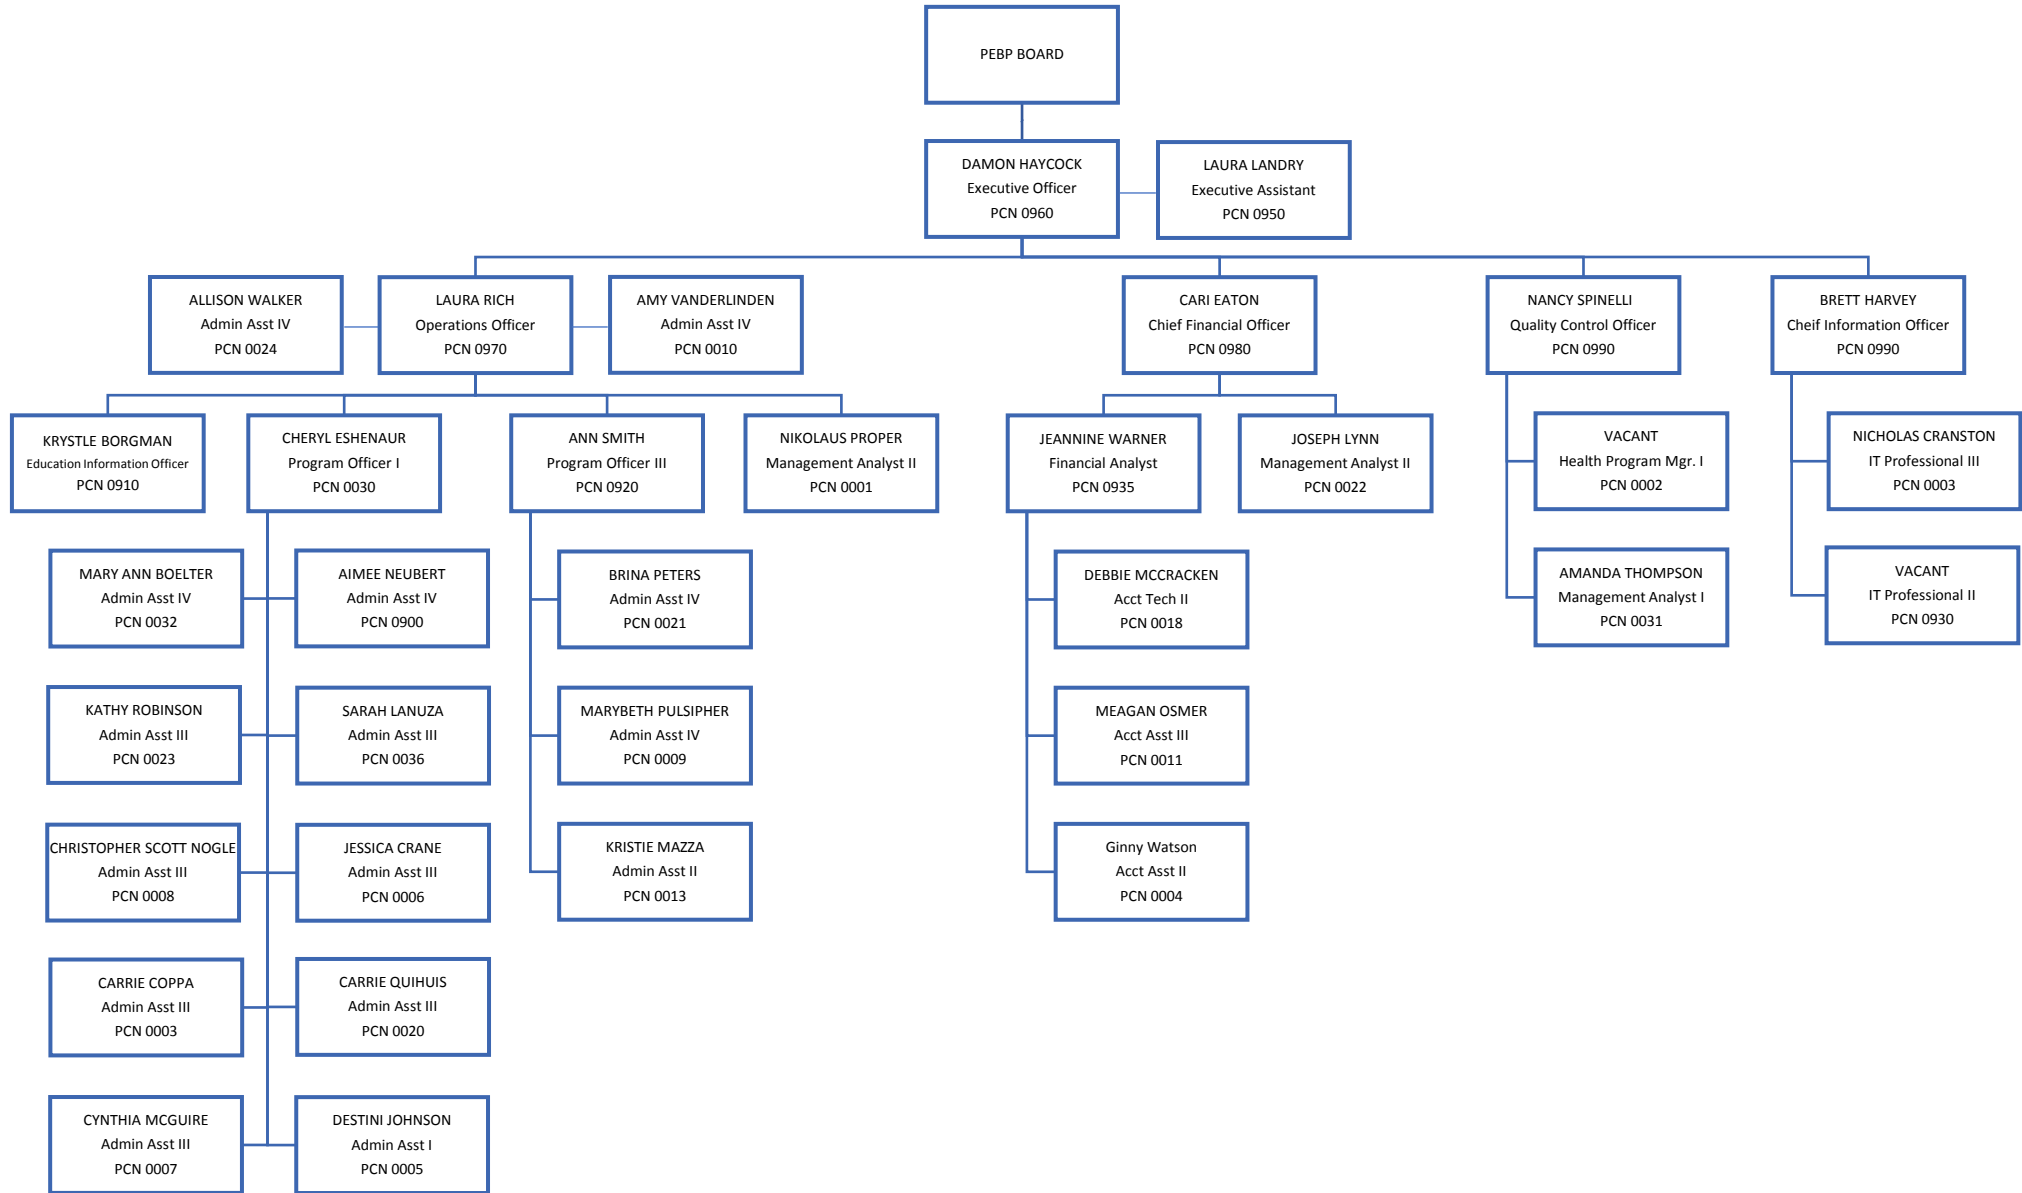 PEBP BOARD
DAMON HAYCOCK
Executive Officer
PCN 0960
LAURA LANDRY
Executive Assistant
PCN 0950
ALLISON WALKER
Admin Asst IV
PCN 0024
LAURA RICH
Operations Officer
PCN 0970
AMY VANDERLINDEN
Admin Asst IV
PCN 0010
CARI EATON
Chief Financial Officer
PCN 0980
NANCY SPINELLI
Quality Control Officer
PCN 0990
BRETT HARVEY
Cheif Information Officer
PCN 0990
KRYSTLE BORGMAN
Education Information Officer
PCN 0910
CHERYL ESHENAUR
Program Officer I
PCN 0030
ANN SMITH
Program Officer III
PCN 0920
NIKOLAUS PROPER
Management Analyst II
PCN 0001
JEANNINE WARNER
Financial Analyst
PCN 0935
JOSEPH LYNN
Management Analyst II
PCN 0022
VACANT
Health Program Mgr. I
PCN 0002
NICHOLAS CRANSTON
IT Professional III
PCN 0003
MARY ANN BOELTER
Admin Asst IV
PCN 0032
AIMEE NEUBERT
Admin Asst IV
PCN 0900
BRINA PETERS
Admin Asst IV
PCN 0021
DEBBIE MCCRACKEN
Acct Tech II
PCN 0018
AMANDA THOMPSON
Management Analyst I
PCN 0031
VACANT
IT Professional II
PCN 0930
KATHY ROBINSON
Admin Asst III
PCN 0023
SARAH LANUZA
Admin Asst III
PCN 0036
MARYBETH PULSIPHER
Admin Asst IV
PCN 0009
MEAGAN OSMER
Acct Asst III
PCN 0011
CHRISTOPHER SCOTT NOGLE
Admin Asst III
PCN 0008
JESSICA CRANE
Admin Asst III
PCN 0006
KRISTIE MAZZA
Admin Asst II
PCN 0013
Ginny Watson
Acct Asst II
PCN 0004
CARRIE COPPA
Admin Asst III
PCN 0003
CARRIE QUIHUIS
Admin Asst III
PCN 0020
CYNTHIA MCGUIRE
Admin Asst III
PCN 0007
DESTINI JOHNSON
Admin Asst I
PCN 0005